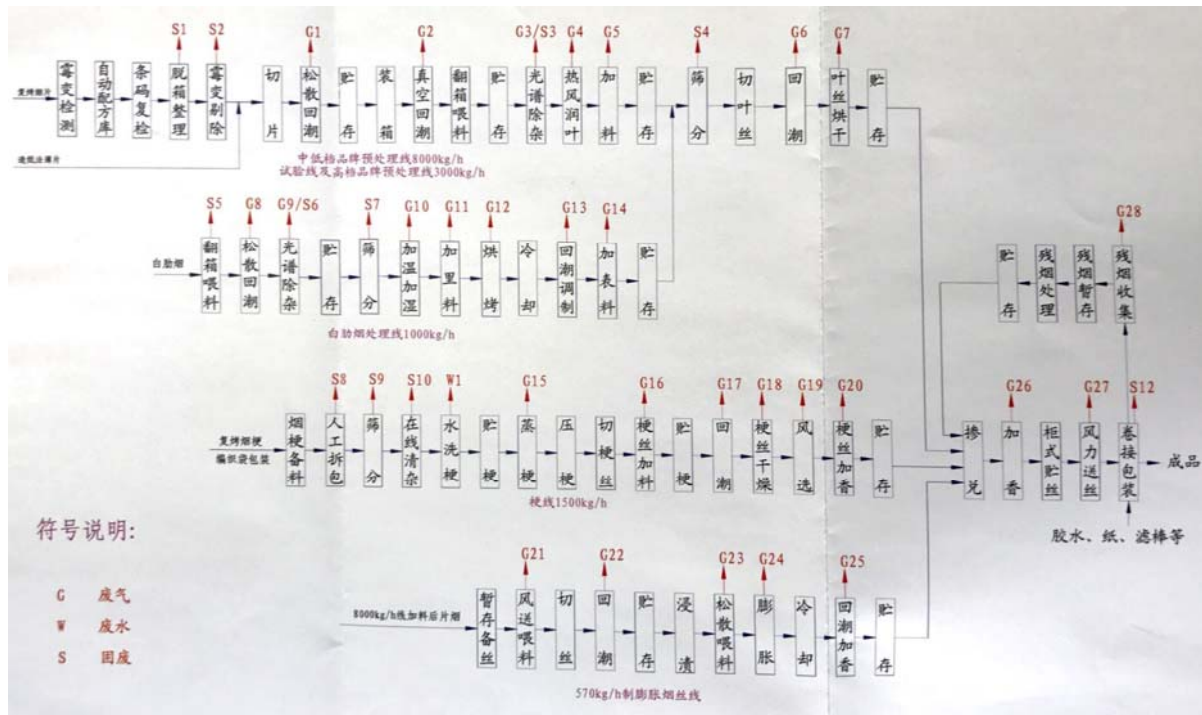 S1 S2 G1 G2 G3/S3 G4 G5 S4 G6 G7
复烤烟片
霉变检测
自动配方库
条码复检
脱箱整理
霉变剔除
切片
松散回潮
贮存
装箱
真空回潮
翻箱喂料
贮存
光谱除杂
热风润叶
加料
贮存
筛分
切叶丝
回潮
叶丝烘干
贮存
造纸法薄片
中低档品牌预处理线8000kg/h
试验线及高档品牌预处理线3000kg/h
S5 G8 G9/S6 S7 G10 G11 G12 G13 G14
白肋烟
翻箱喂料
松散回潮
光谱除杂
贮存
筛分
加温加湿
加里料
烘烤
冷却
回潮调制
加表料
贮存
白肋烟处理线1000kg/h
G28
贮存
残烟处理
残烟暂存
残烟收集
S8 S9 S10 W1 G15 G16 G17 G18 G19 G20
复烤烟梗
编织袋包装
烟梗备料
人工拆包
筛分
在线清杂
水洗梗
贮梗
蒸梗
压梗
切梗丝
梗丝加料
贮梗
回潮
梗丝干燥
风选
梗丝加香
贮存
梗线1500kg/h
G26 G27 S12
掺兑
加香
柜式贮丝
风力送丝
卷接包装
成品
胶水、纸、滤棒等
G21 G22 G23 G24 G25
8000kg/h线加料后片烟
暂存备丝
风送喂料
切丝
回潮
贮存
浸渍
松散喂料
膨胀
冷却
回潮加香
贮存
570kg/h制膨胀烟丝线
符号说明:
G 废气
W 废水
S 固废